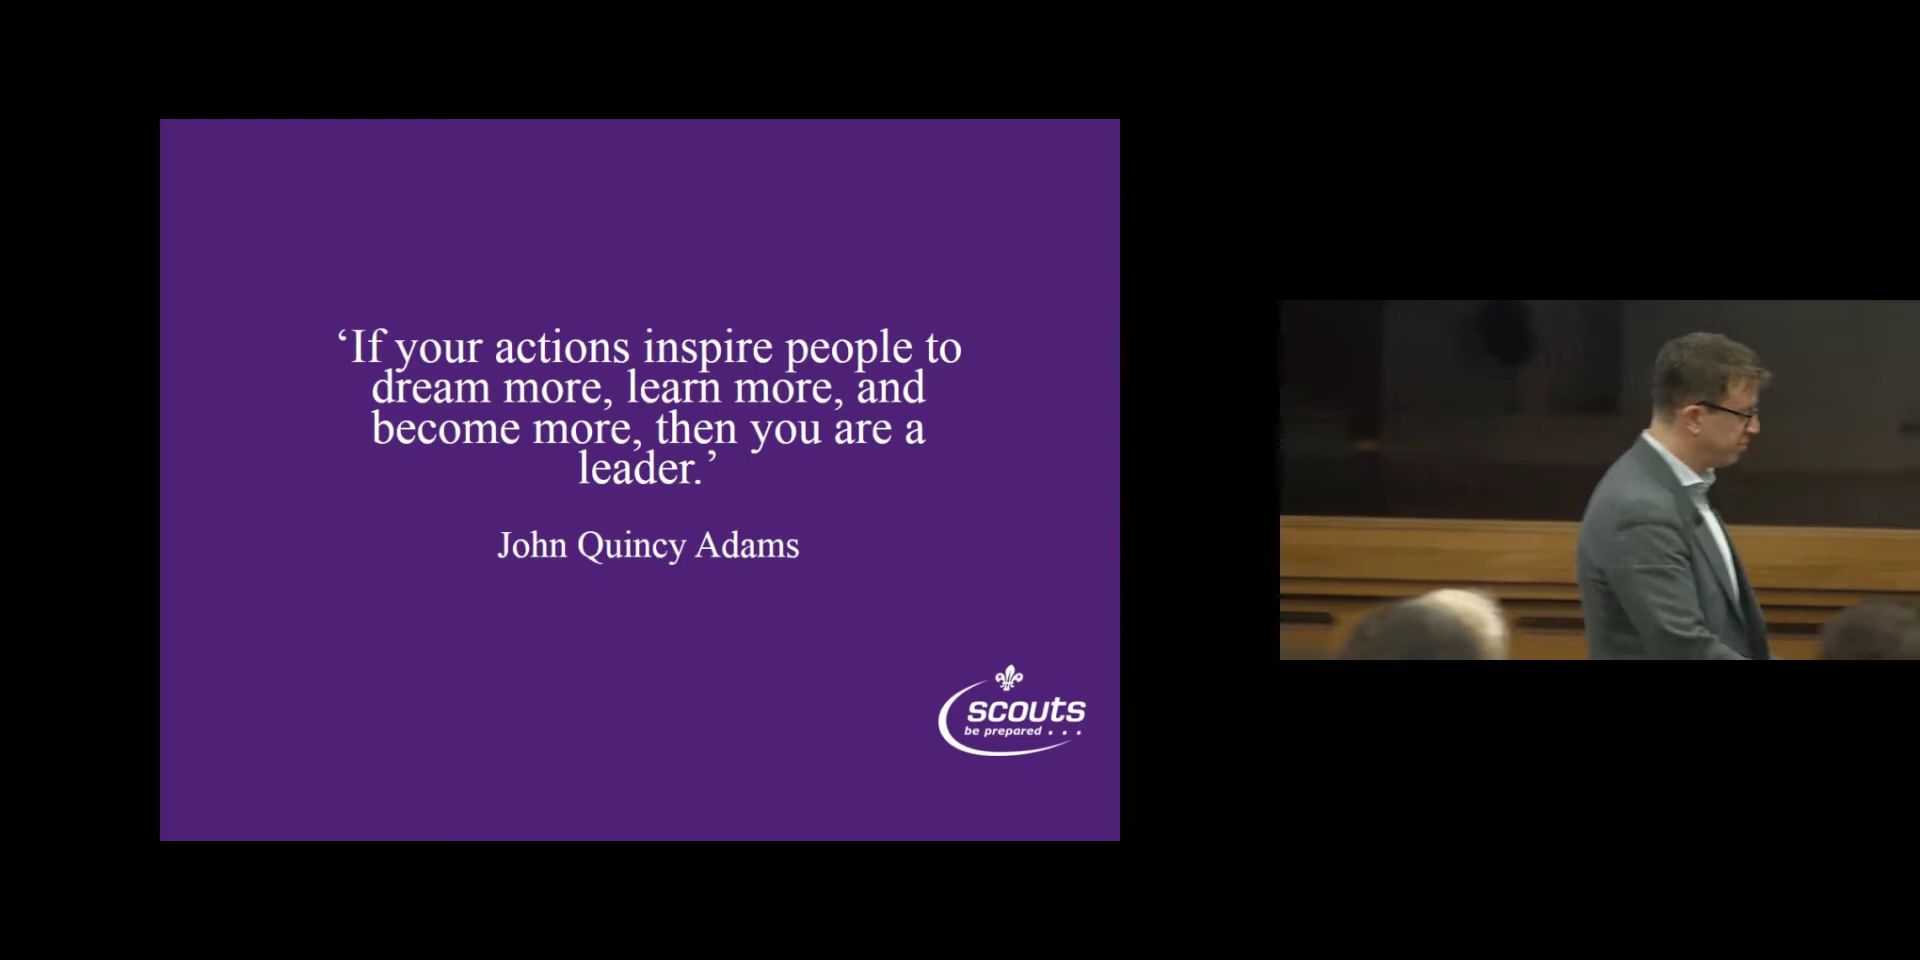 ‘If your actions inspire people to
dream more, learn more, and
become more, then you are a
leader.’
John Quincy Adams
scouts
be prepared . . .